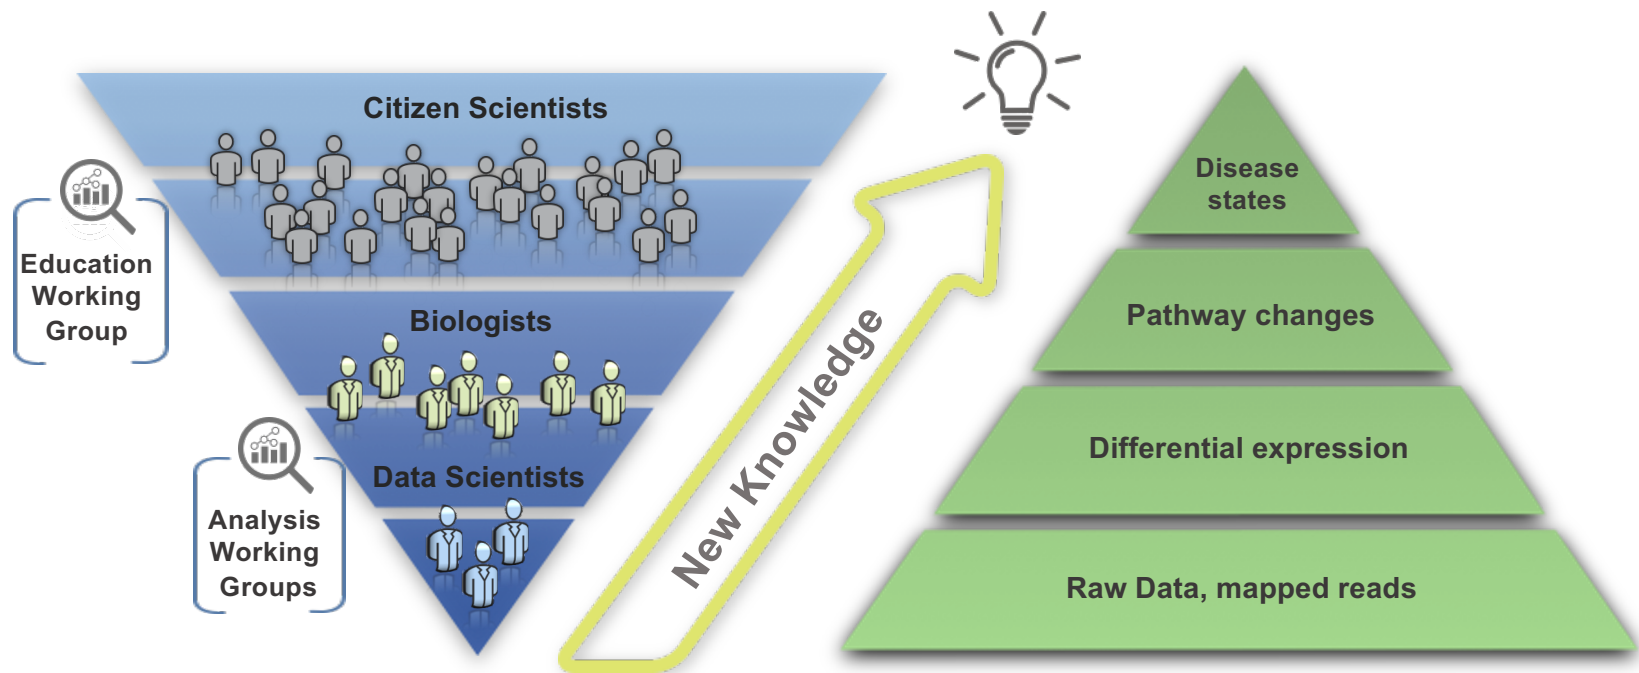 Citizen Scientists
Education
Working
Group
Biologists
Data Scientists
Analysis
Working
Groups
New Knowledge
Disease
states
Pathway changes
Differential expression
Raw Data, mapped reads